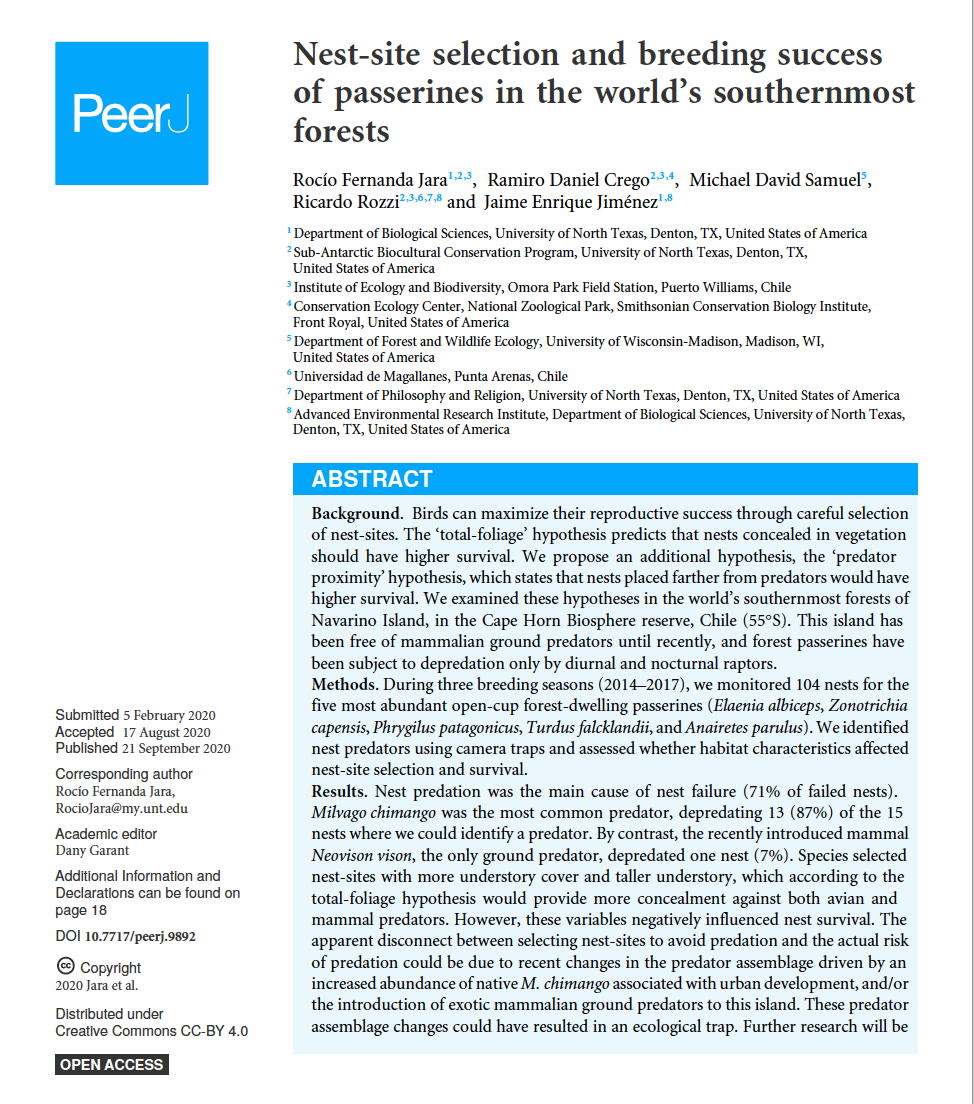 PeerJ
Nest-site selection and breeding success
of passerines in the world's southernmost
forests
Rocío Fernanda Jara1,2,3, Ramiro Daniel Crego2,3,4, Michael David Samuel5,
Ricardo Rozzi2,3,6,7,8 and Jaime Enrique Jiménez1,8
1 Department of Biological Sciences, University of North Texas, Denton, TX, United States of America
2 Sub-Antarctic Biocultural Conservation Program, University of North Texas, Denton, TX,
United States of America
3 Institute of Ecology and Biodiversity, Omora Park Field Station, Puerto Williams, Chile
4 Conservation Ecology Center, National Zoological Park, Smithsonian Conservation Biology Institute,
Front Royal, United States of America
5 Department of Forest and Wildlife Ecology, University of Wisconsin-Madison, Madison, WI,
United States of America
6 Universidad de Magallanes, Punta Arenas, Chile
7 Department of Philosophy and Religion, University of North Texas, Denton, TX, United States of America
8 Advanced Environmental Research Institute, Department of Biological Sciences, University of North Texas,
Denton, TX, United States of America
ABSTRACT
Background. Birds can maximize their reproductive success through careful selection
of nest-sites. The 'total-foliage' hypothesis predicts that nests concealed in vegetation
should have higher survival. We propose an additional hypothesis, the 'predator
proximity' hypothesis, which states that nests placed farther from predators would have
higher survival. We examined these hypotheses in the world's southernmost forests of
Navarino Island, in the Cape Horn Biosphere reserve, Chile (55°S). This island has
been free of mammalian ground predators until recently, and forest passerines have
been subject to depredation only by diurnal and nocturnal raptors.
Methods. During three breeding seasons (2014–2017), we monitored 104 nests for the
five most abundant open-cup forest-dwelling passerines (Elaenia albiceps, Zonotrichia
capensis, Phrygilus patagonicus, Turdus falcklandii, and Anairetes parulus). We identified
nest predators using camera traps and assessed whether habitat characteristics affected
nest-site selection and survival.
Results. Nest predation was the main cause of nest failure (71% of failed nests).
Milvago chimango was the most common predator, depredating 13 (87%) of the 15
nests where we could identify a predator. By contrast, the recently introduced mammal
Neovison vison, the only ground predator, depredated one nest (7%). Species selected
nest-sites with more understory cover and taller understory, which according to the
total-foliage hypothesis would provide more concealment against both avian and
mammal predators. However, these variables negatively influenced nest survival. The
apparent disconnect between selecting nest-sites to avoid predation and the actual risk
of predation could be due to recent changes in the predator assemblage driven by an
increased abundance of native M. chimango associated with urban development, and/or
the introduction of exotic mammalian ground predators to this island. These predator
assemblage changes could have resulted in an ecological trap. Further research will be
Submitted 5 February 2020
Accepted 17 August 2020
Published 21 September 2020
Corresponding author
Rocío Fernanda Jara,
RocioJara@my.unt.edu
Academic editor
Dany Garant
Additional Information and
Declarations can be found on
page 18
DOI 10.7717/peerj.9892
cc Copyright
2020 Jara et al.
Distributed under
Creative Commons CC-BY 4.0
OPEN ACCESS